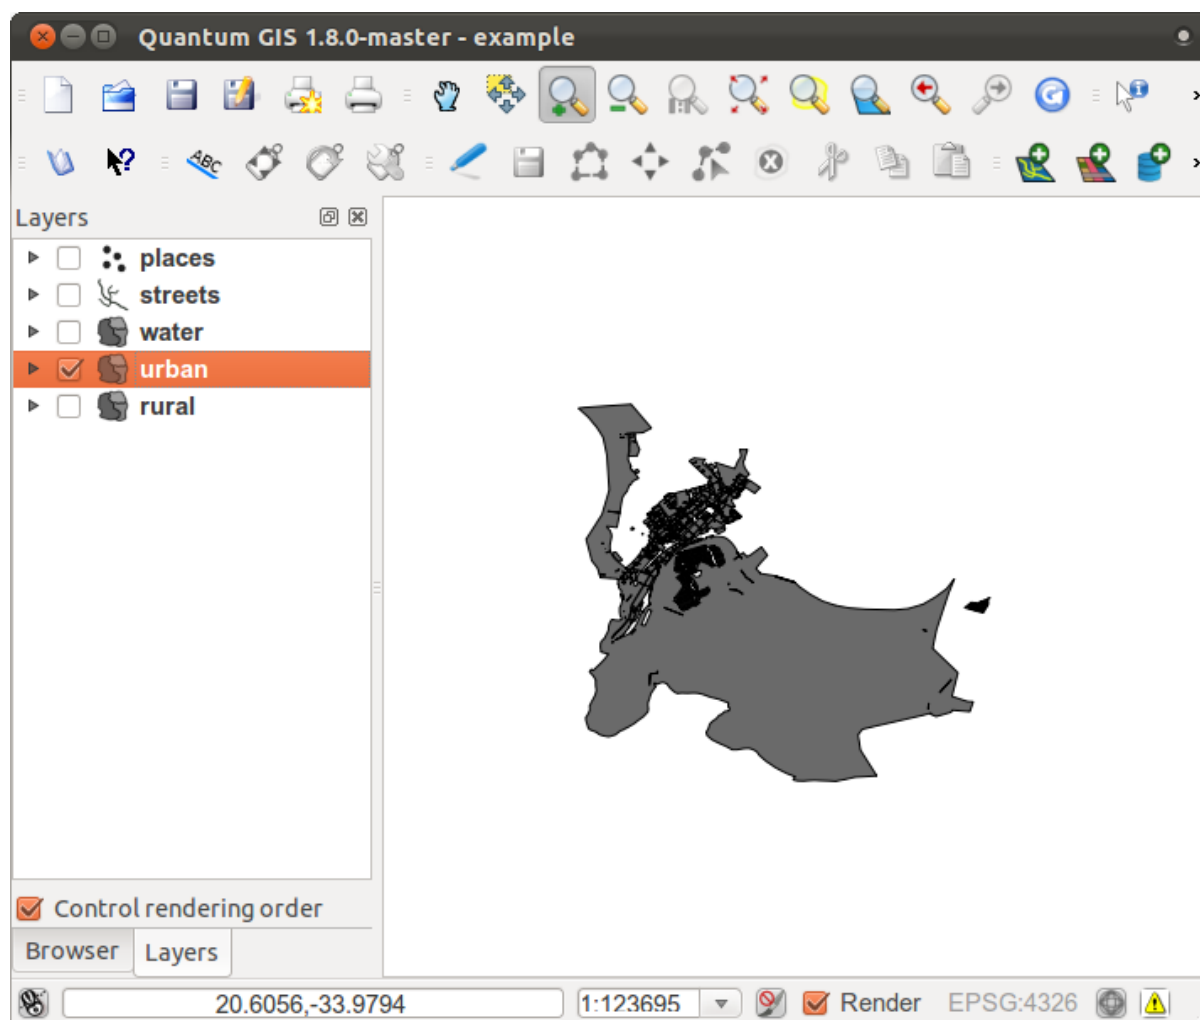 Quantum GIS 1.8.0-master - example
ABC
Layers
places
streets
water
urban
rural
Control rendering order
Browser
Layers
20.6056,-33.9794
1:123695
Render
EPSG:4326